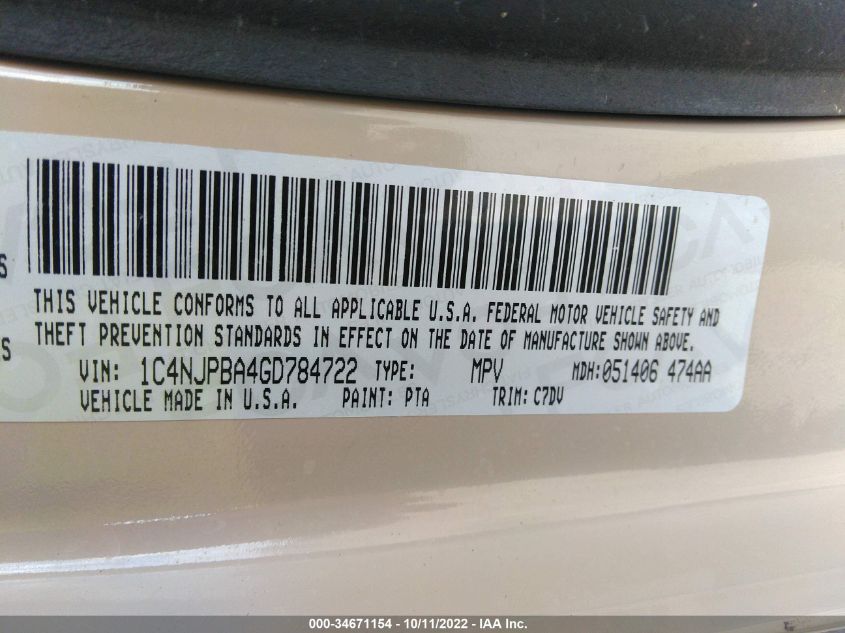 THIS VEHICLE CONFORMS TO ALL APPLICABLE U.S.A. FEDERAL MOTOR VEHICLE SAFETY AND
S
THEFT PREVENTION STANDARDS IN EFFECT ON THE DATE OF MANUFACTURE SHOWN ABOVE.
S
VIN: 1C4NJPBA4GD784722 TYPE: MPV MDH:051406 474AA
VEHICLE MADE IN U.S.A. PAINT: PTA TRIM: C7DV
000-34671154 - 10/11/2022 - IAA Inc.